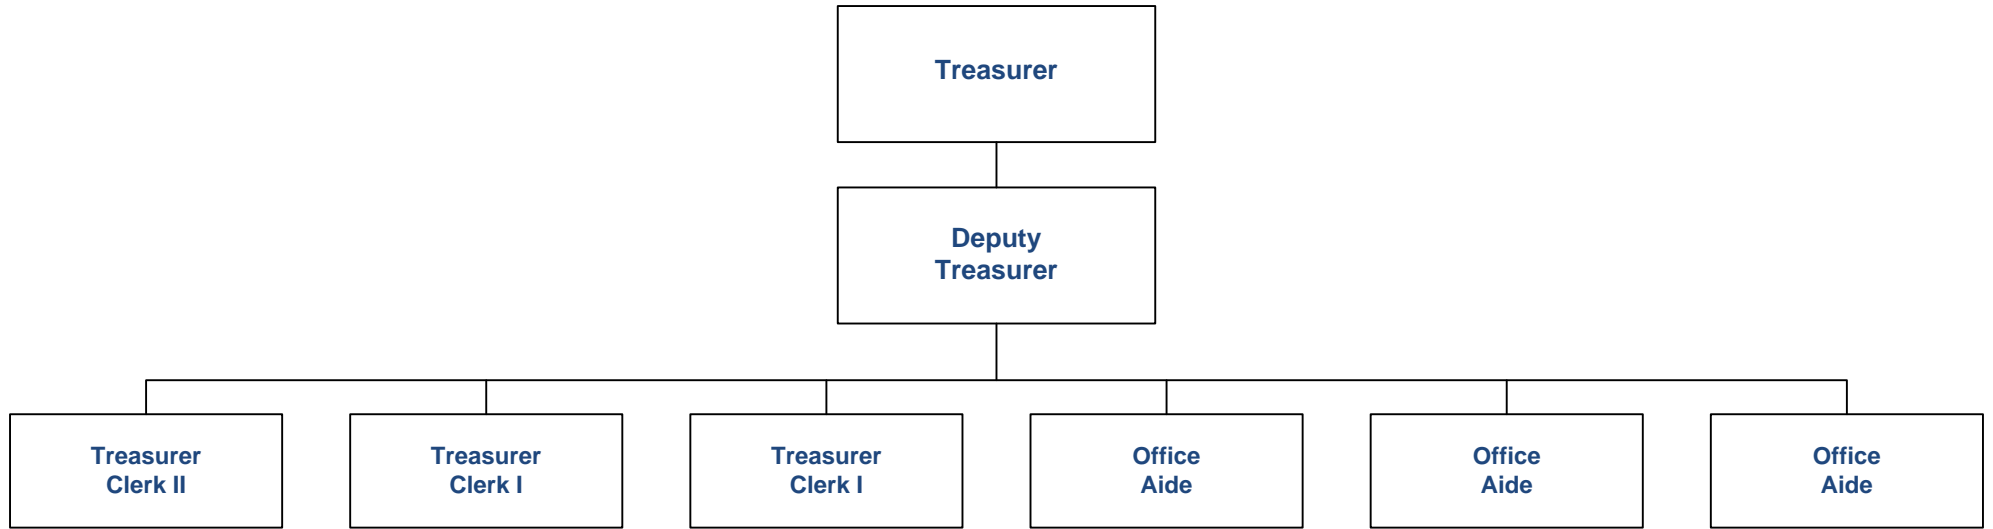 Treasurer
Deputy
Treasurer
Treasurer
Clerk II
Treasurer
Clerk I
Treasurer
Clerk I
Office
Aide
Office
Aide
Office
Aide